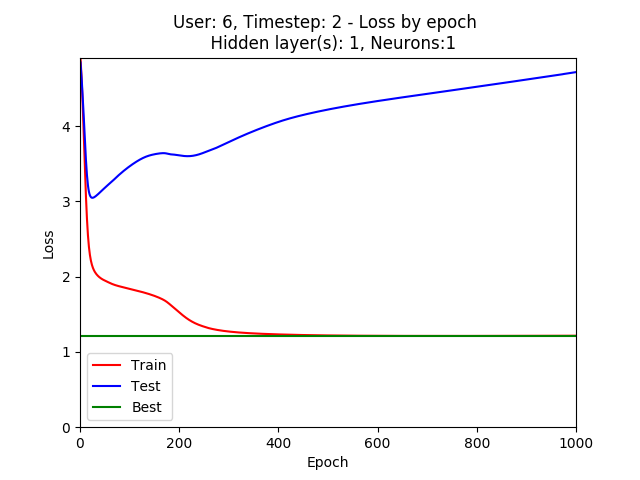 User: 6, Timestep: 2 - Loss by epoch
Hidden layer(s): 1, Neurons:1
Loss
4
3
2
1
0
Train
Test
Best
0 200 400 600 800 1000
Epoch